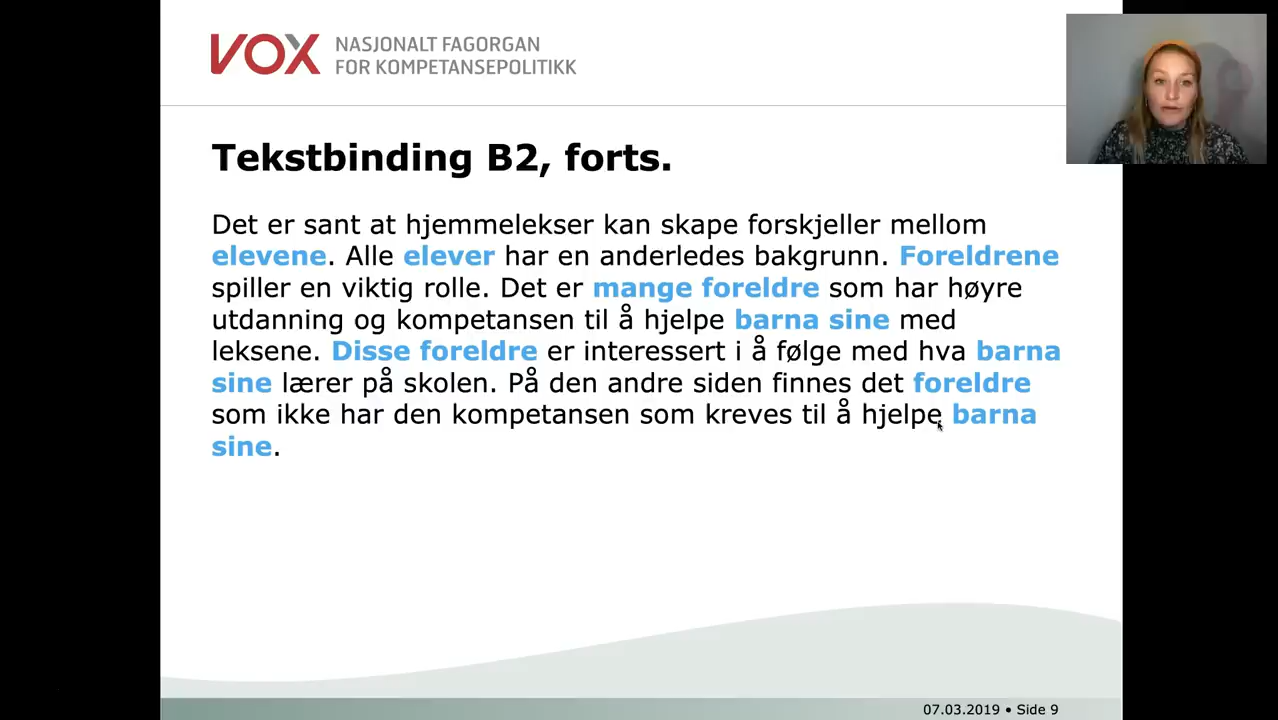 VOX NASJONALT FAGORGAN
FOR KOMPETANSEPOLITIKK
Tekstbinding B2, forts.
Det er sant at hjemmelekser kan skape forskjeller mellom
elevene. Alle elever har en anderledes bakgrunn. Foreldrene
spiller en viktig rolle. Det er mange foreldre som har høyre
utdanning og kompetansen til å hjelpe barna sine med
leksene. Disse foreldre er interessert i å følge med hva barna
sine lærer på skolen. På den andre siden finnes det foreldre
som ikke har den kompetansen som kreves til å hjelpe barna
sine.
07.03.2019 • Side 9